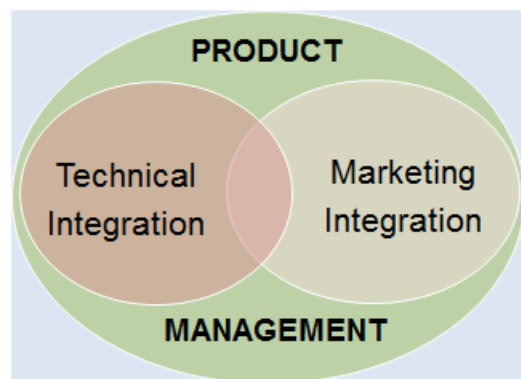 PRODUCT
Technical
Integration
Marketing
Integration
MANAGEMENT